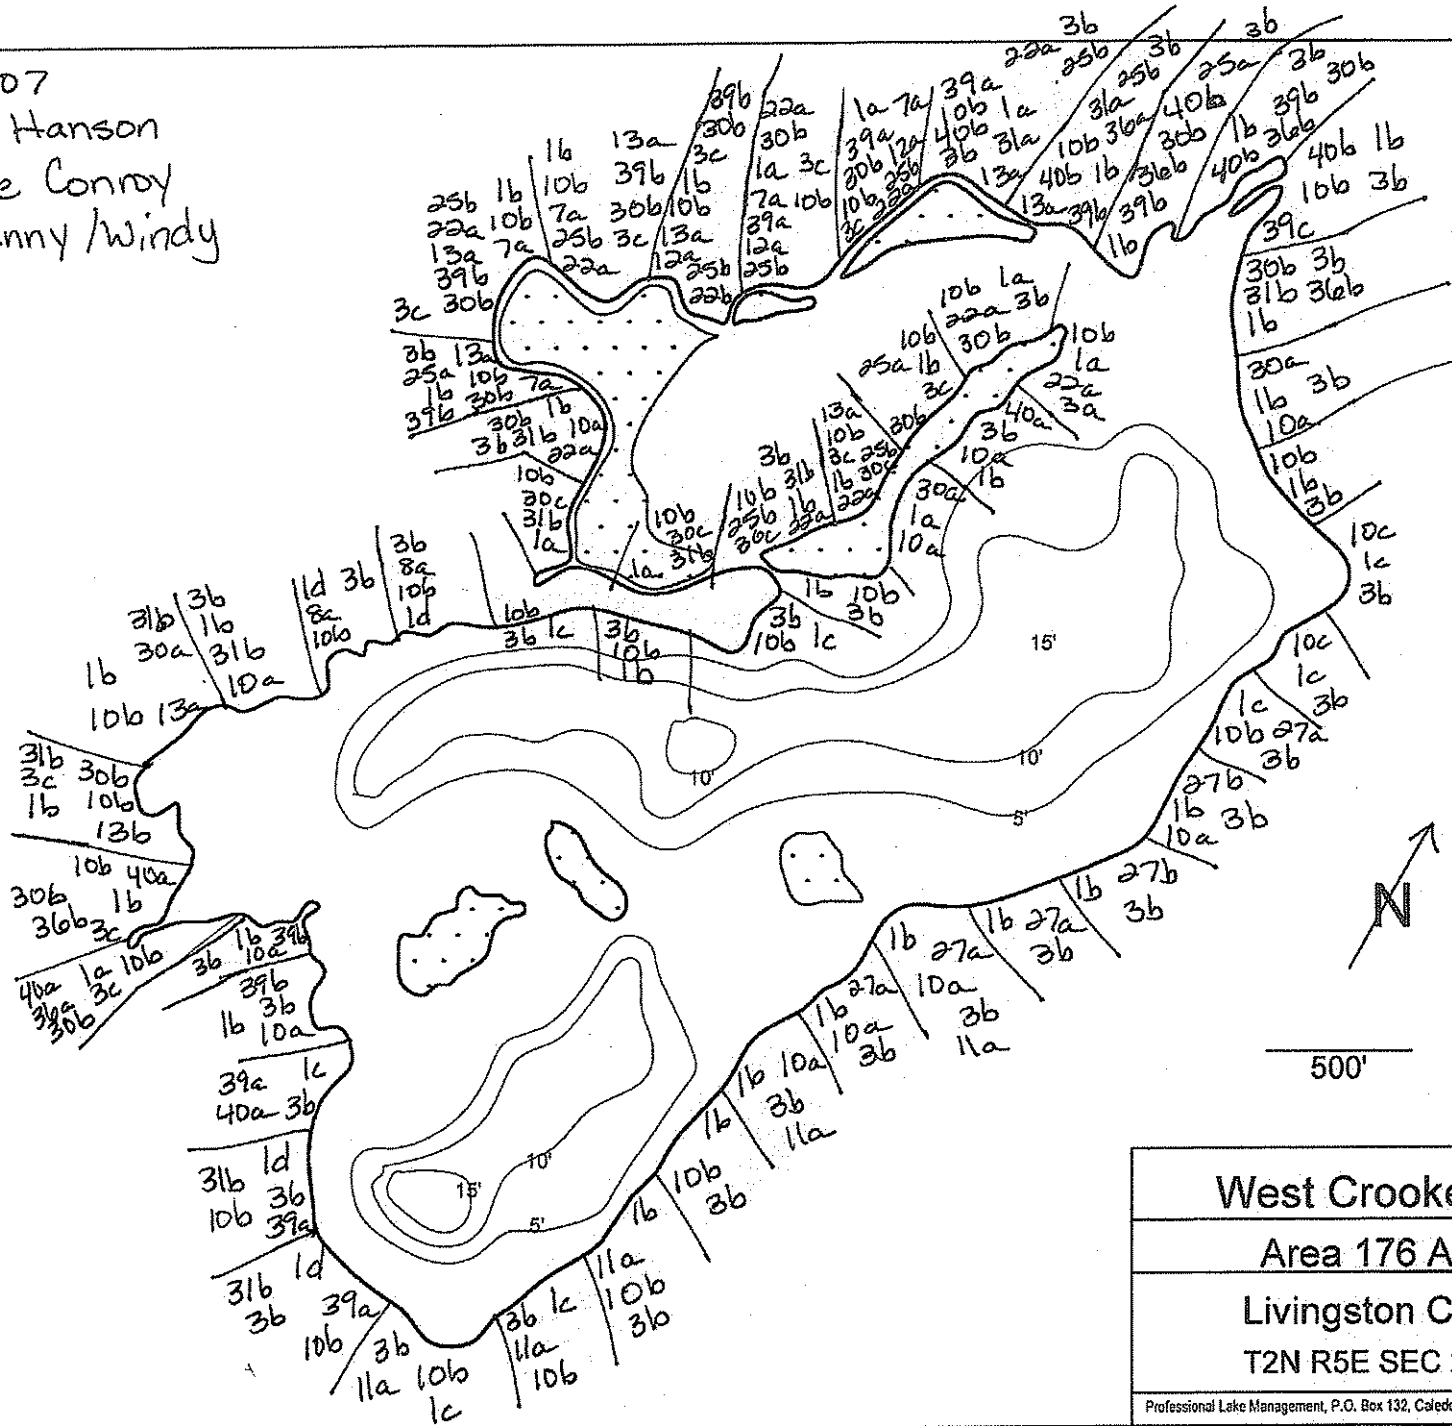 07
Hanson
Conroy
nny /Windy
3b
22a 25b
3b
25b
31a
10b 36a
40b 1b
13a 39b
3b
25a
40b
30b
36b
39b
1b
3b
30b
39b
1b 36b
40b
40b 1b
10b 3b
39c
30b 3b
31b 36b
1b
30a
1b 3b
10a
10b
1b
3b
10c
1c
3b
10c
1c
3b
1c
10b 27a
3b
27b
1b 3b
10a
1b 27b
3b
1b 27a
3b
1b
27a
10a
3b
11a
27a
1b
10a
3b
1b 10a
3b
11a
1b
10b
3b
1b
11a
10b
3b
3b 1c
11a
10b
3b
11a 10b
1c
31b 1d
3b 39a
10b
31b 1d
10b 3b
39a
39a 1c
40a 3b
39b
3b
1b 10a
1b 39b
3b 10a
40a 1a 10b
36a 3c
30b
10b 40a
30b 1b
36b 3c
31b
3c 30b
1b 10b
13b
31b
30a
1b
10b 13a
3b
1b
31b
10a
1d 3b
8a
10b
3b
8a
10b
1d
10b
30c
31b
1a
30b 1b
3b 31b 10a
22a
3b 13a
25a 10b 7a
1b 30b
39b
25b 1b
22a 10b
13a 7a
39b
3c 30b
1b 13a
10b 39b
7a 30b
25b 3c
22a
39b
30b
3c
1b
10b
13a
12a 25b
22b
22a
30b
1a 3c
7a 10b
39a
12a
25b
1a 7a
39a
30b 12a
10b 25b
3c 22a
39a
10b 1a
40b 31a
3b 13a
10b 1a
22a 3b
30b
10b
25a 1b
3c
30b
13a
10b
3c 25b
1b 30c
22a
3b
10b 31b
25b 1b
30c 22a
10b
30c
1a 31b
10b
1a
22a
3a
40a
3b
10a
1b
30a
1a
10a
1b 10b
3b
3b
10b 1c
10b
3b 1c
3b
10b
1b
15'
10'
10'
5'
10'
15'
5'
N
500'
West Crooke
Area 176 A
Livingston C
T2N R5E SEC
Professional Lake Management, P.O. Box 132, Caledo